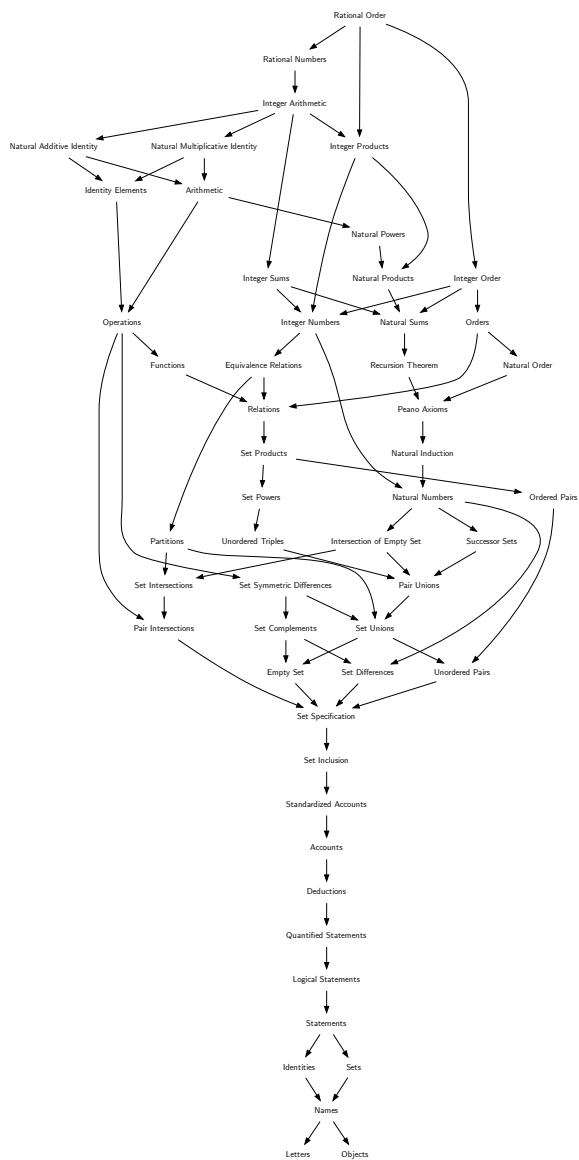 Rational Order
Rational Numbers
Integer Arithmetic
Natural Additive Identity
Natural Multiplicative Identity
Integer Products
Identity Elements
Arithmetic
Natural Powers
Integer Sums
Natural Products
Integer Order
Operations
Integer Numbers
Natural Sums
Orders
Functions
Equivalence Relations
Recursion Theorem
Natural Order
Relations
Peano Axioms
Set Products
Natural Induction
Set Powers
Natural Numbers
Ordered Pairs
Partitions
Unordered Triples
Intersection of Empty Set
Successor Sets
Set Intersections
Set Symmetric Differences
Pair Unions
Pair Intersections
Set Complements
Set Unions
Empty Set
Set Differences
Unordered Pairs
Set Specification
Set Inclusion
Standardized Accounts
Accounts
Deductions
Quantified Statements
Logical Statements
Statements
Identities
Sets
Names
Letters
Objects